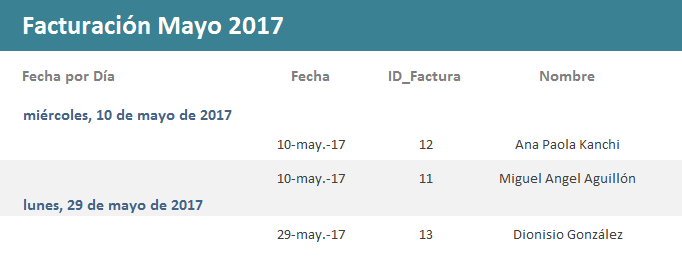 Facturación Mayo 2017
Fecha por Día Fecha ID_Factura Nombre
miércoles, 10 de mayo de 2017
10-may.-17 12 Ana Paola Kanchi
10-may.-17 11 Miguel Angel Aguillón
lunes, 29 de mayo de 2017
29-may.-17 13 Dionisio González